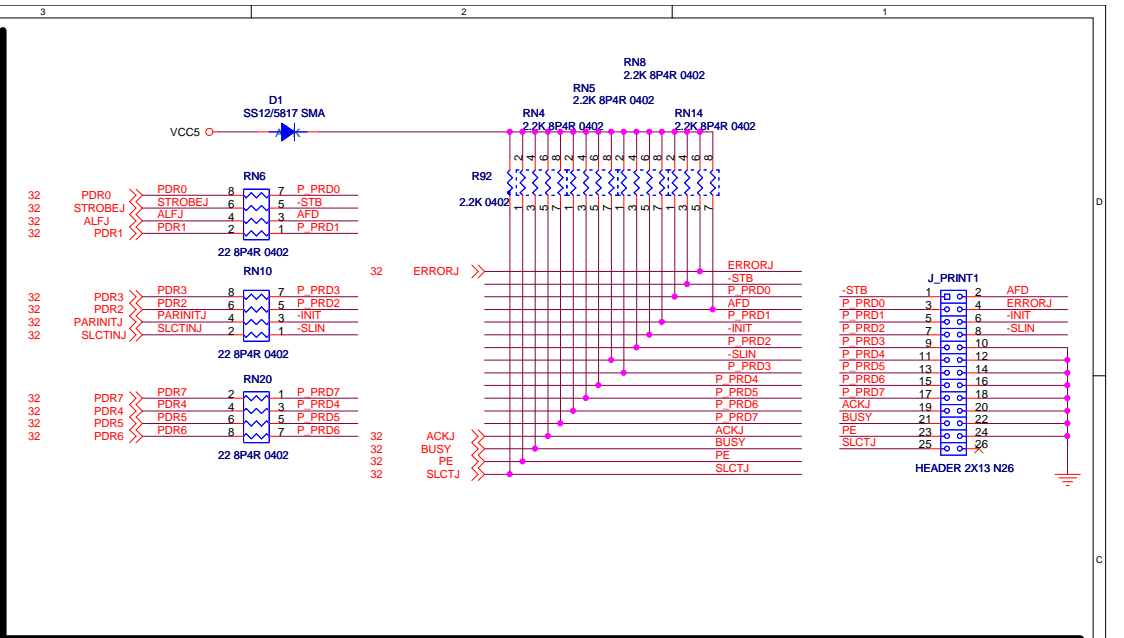 3 2 1
RN8
2.2K 8P4R 0402
RN5
2.2K 8P4R 0402
D1
SS12/5817 SMA
RN4
2.2K 8P4R 0402
RN14
2.2K 8P4R 0402
VCC5
A K
2 4 6 8 2 4 6 8 2 4 6 8 2 4 6 8
R92
2.2K 0402
1 3 5 7 1 3 5 7 1 3 5 7 1 3 5 7
D
RN6
32 PDR0 PDR0 8 7 P_PRD0
32 STROBEJ STROBEJ 6 5 -STB
32 ALFJ ALFJ 4 3 AFD
32 PDR1 PDR1 2 1 P_PRD1
22 8P4R 0402
RN10
32 PDR3 PDR3 8 7 P_PRD3
32 PDR2 PDR2 6 5 P_PRD2
32 PARINITJ PARINITJ 4 3 -INIT
32 SLCTINJ SLCTINJ 2 1 -SLIN
22 8P4R 0402
RN20
32 PDR7 PDR7 2 1 P_PRD7
32 PDR4 PDR4 4 3 P_PRD4
32 PDR5 PDR5 6 5 P_PRD5
32 PDR6 PDR6 8 7 P_PRD6
22 8P4R 0402
32 ERRORJ ERRORJ
-STB
P_PRD0
AFD
P_PRD1
-INIT
P_PRD2
-SLIN
P_PRD3
P_PRD4
P_PRD5
P_PRD6
P_PRD7
32 ACKJ ACKJ
32 BUSY BUSY
32 PE PE
32 SLCTJ SLCTJ
J_PRINT1
-STB 1 2 AFD
P_PRD0 3 4 ERRORJ
P_PRD1 5 6 -INIT
P_PRD2 7 8 -SLIN
P_PRD3 9 10
P_PRD4 11 12
P_PRD5 13 14
P_PRD6 15 16
P_PRD7 17 18
ACKJ 19 20
BUSY 21 22
PE 23 24
SLCTJ 25 26
HEADER 2X13 N26
C